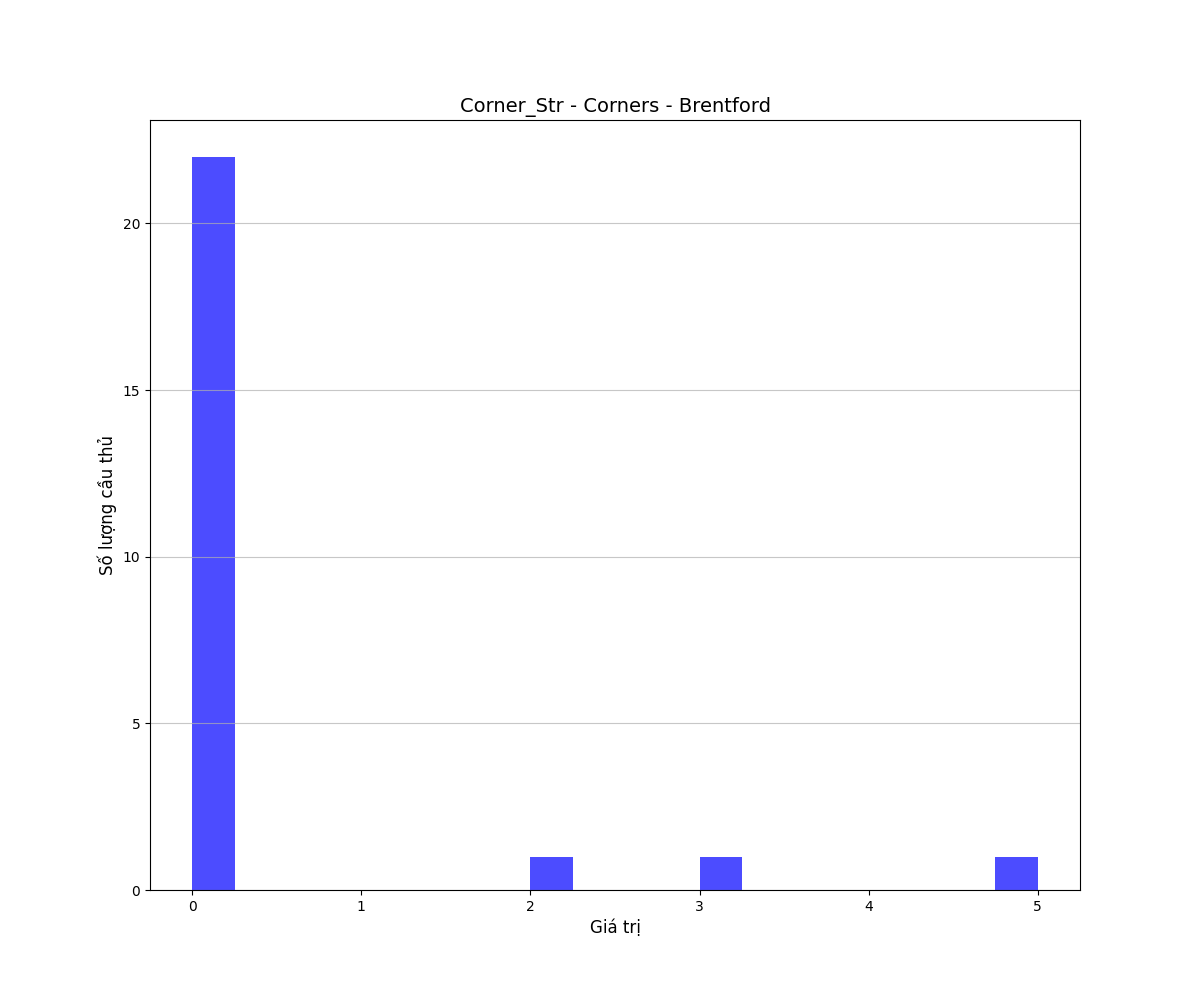 Corner_Str - Corners - Brentford
Số lượng cầu thủ
20
15
10
5
0
0 1 2 3 4 5
Giá trị